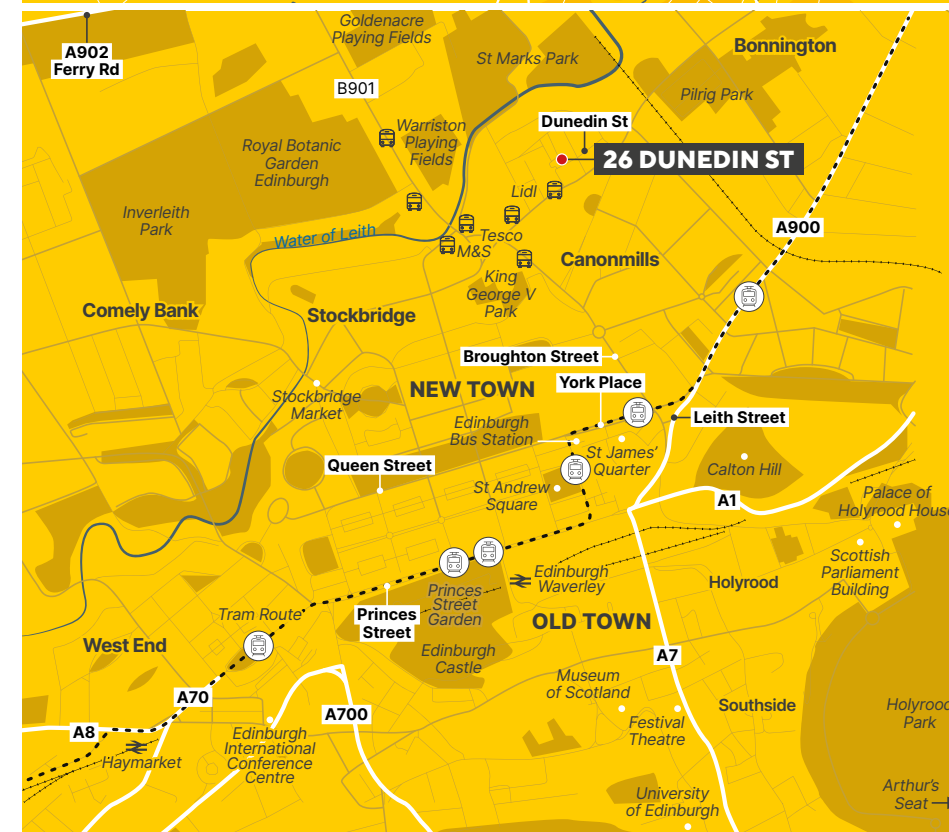 Goldenacre
Playing Fields
A902
Ferry Rd
St Marks Park
Bonnington
B901
Pilrig Park
Dunedin St
Warriston
Playing
Fields
Royal Botanic
Garden
Edinburgh
26 DUNEDIN ST
Lidl
Inverleith
Park
A900
Water of Leith
Tesco
M&S
Canonmills
King
George V
Park
Comely Bank
Stockbridge
Broughton Street
NEW TOWN
York Place
Stockbridge
Market
Edinburgh
Bus Station
Leith Street
St James'
Quarter
Queen Street
Calton Hill
St Andrew
Square
A1
Palace of
Holyrood House
Edinburgh
Waverley
Scottish
Parliament
Building
Holyrood
Princes
Street
Garden
Tram Route
Princes
Street
OLD TOWN
West End
Edinburgh
Castle
A7
Museum
of Scotland
A70
A700
Southside
Holyrood
Park
A8
Festival
Theatre
Edinburgh
International
Conference
Centre
Haymarket
Arthur's
Seat
University
of Edinburgh